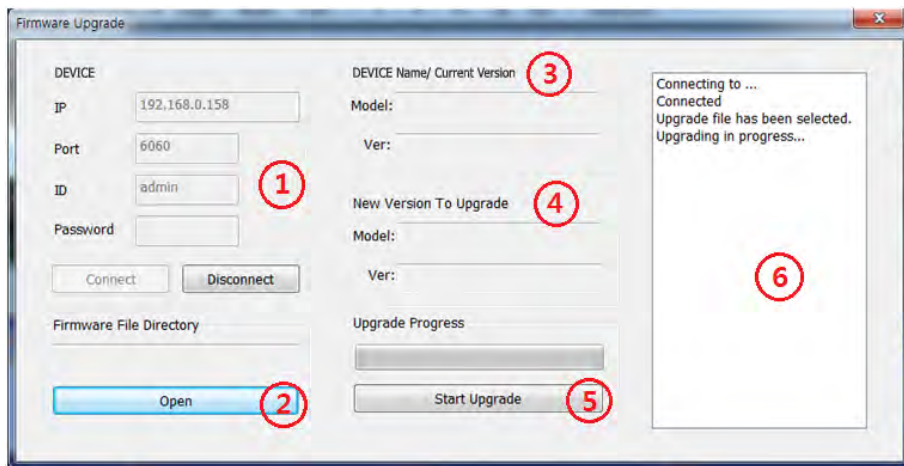 Firmware Upgrade
DEVICE
IP
192.168.0.158
Port
6060
ID
admin
Password
Connect
Disconnect
Firmware File Directory
Open
1
2
DEVICE Name/ Current Version
3
Model:
Ver:
New Version To Upgrade
4
Model:
Ver:
Upgrade Progress
Start Upgrade
5
Connecting to ...
Connected
Upgrade file has been selected.
Upgrading in progress...
6